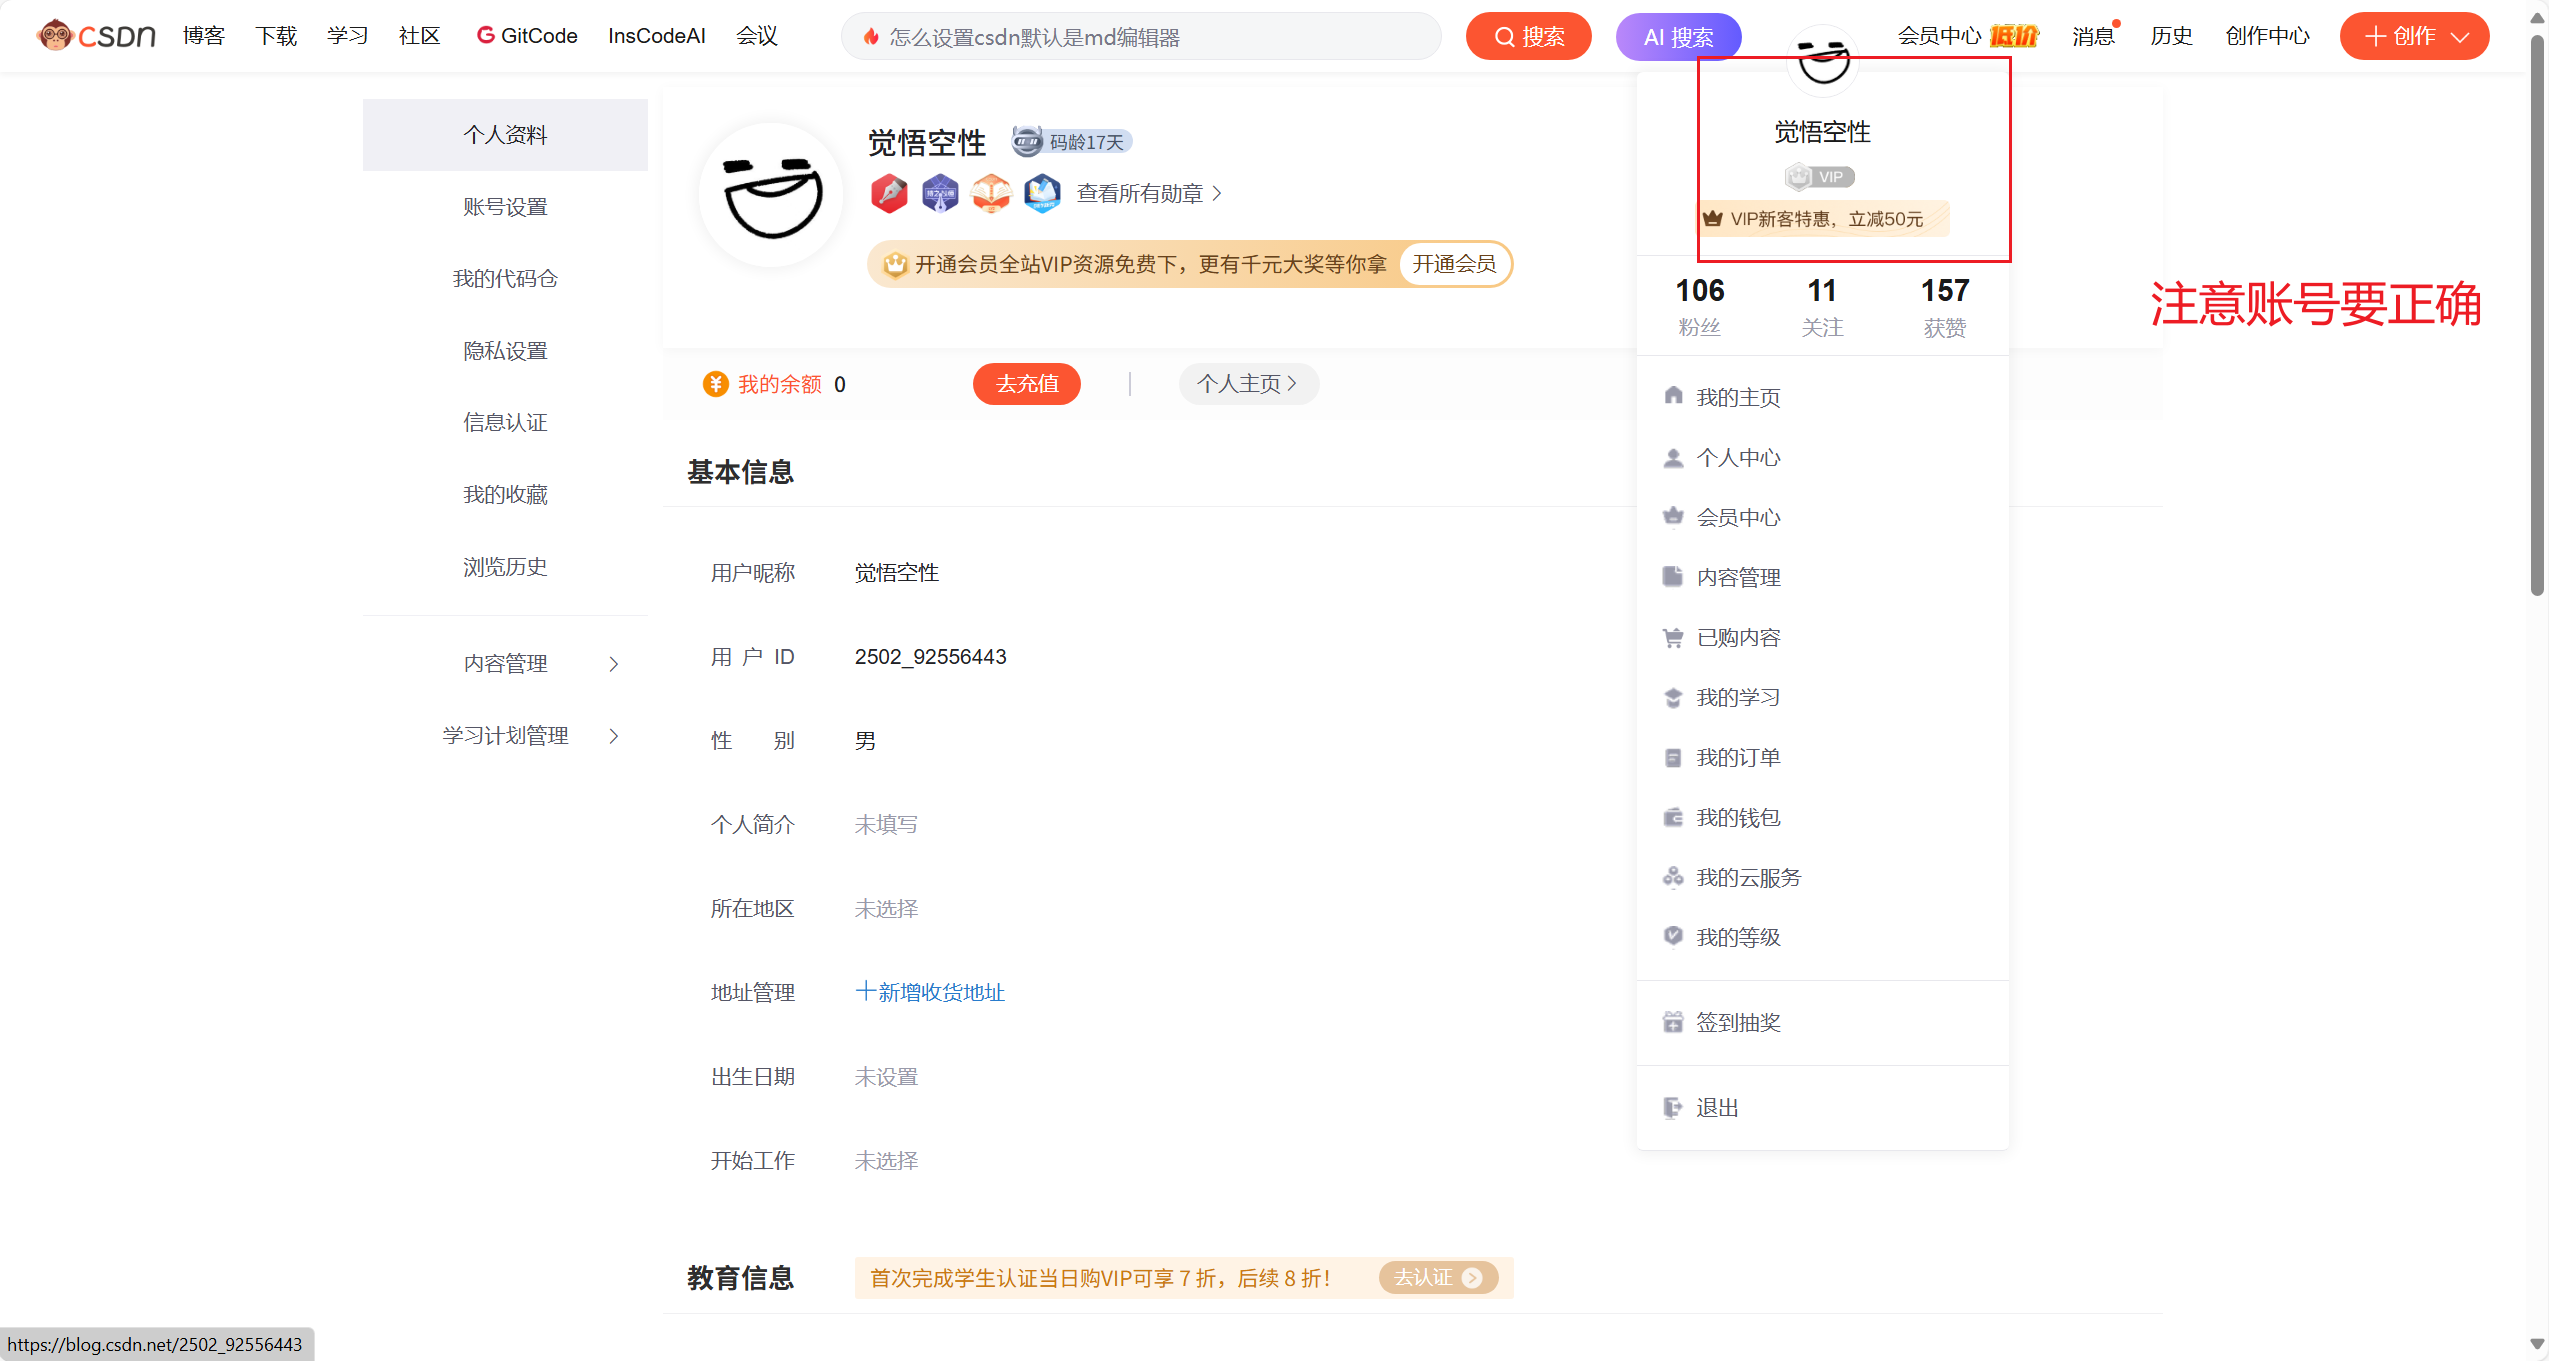 CSDN 博客 下载 学习 社区 GitCode InsCodeAI 会议 怎么设置csdn默认是md编辑器 搜索 AI 搜索 会员中心 低价 消息 历史 创作中心 创作
个人资料
账号设置
我的代码仓
隐私设置
信息认证
我的收藏
浏览历史
内容管理
学习计划管理
觉悟空性 码龄17天
查看所有勋章
开通会员全站VIP资源免费下，更有千元大奖等你拿 开通会员
我的余额 0 去充值 个人主页
基本信息
用户昵称 觉悟空性
用户ID 2502_92556443
性别 男
个人简介 未填写
所在地区 未选择
地址管理 新增收货地址
出生日期 未设置
开始工作 未选择
教育信息 首次完成学生认证当日购VIP可享 7 折，后续 8 折！ 去认证
觉悟空性
VIP
VIP新客特惠，立减50元
106 11 157
粉丝 关注 获赞
我的主页
个人中心
会员中心
内容管理
已购内容
我的学习
我的订单
我的钱包
我的云服务
我的等级
签到抽奖
退出
注意账号要正确
https://blog.csdn.net/2502_92556443